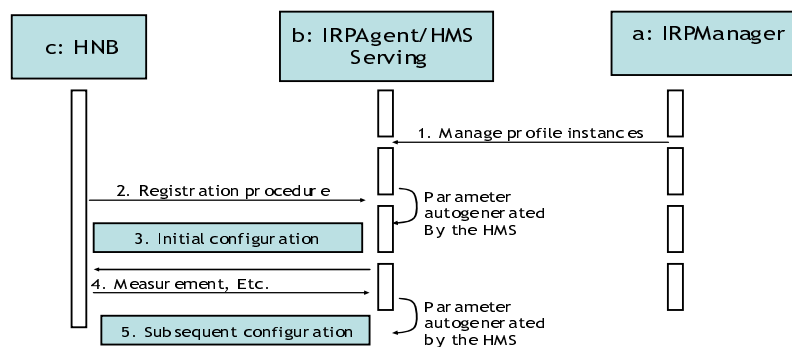 c: HNB
b: IRPAgent/HMS
Serving
a: IRPManager
1. Manage profile instances
2. Registration procedure
Parameter
autogenerated
By the HMS
3. Initial configuration
4. Measurement, Etc.
Parameter
autogenerated
by the HMS
5. Subsequent configuration